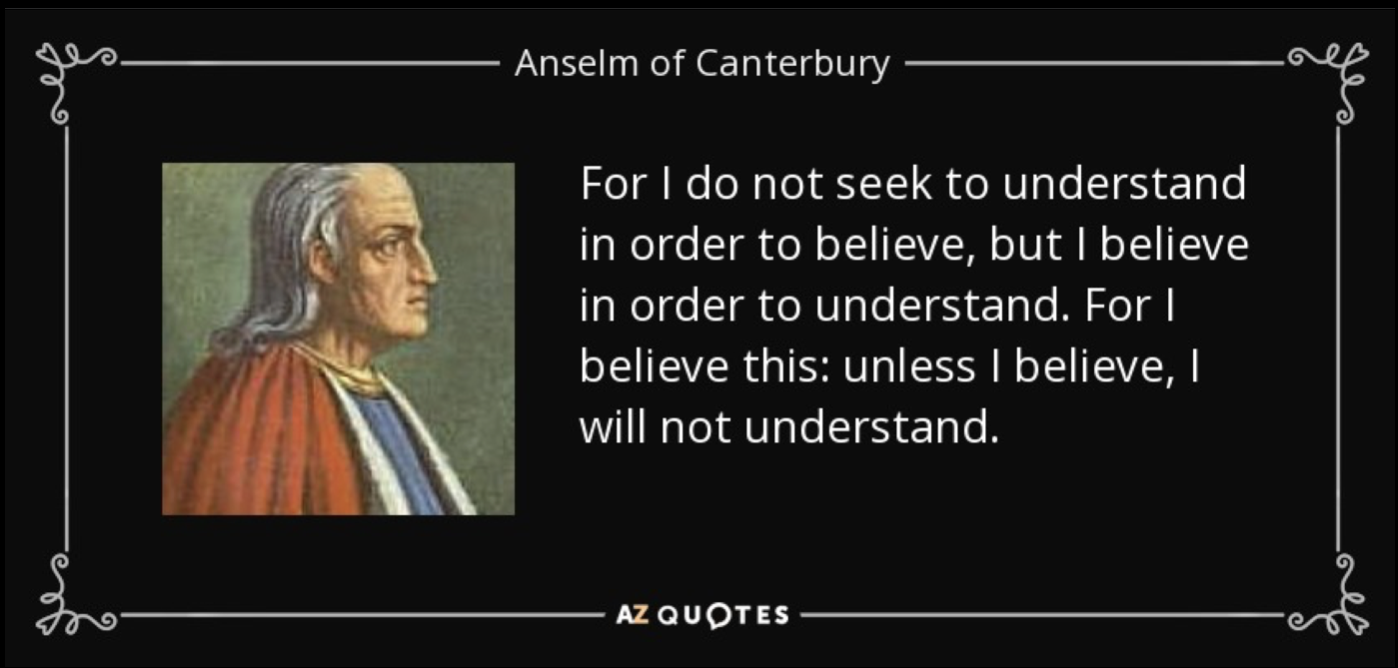 Anselm of Canterbury
For I do not seek to understand
in order to believe, but I believe
in order to understand. For I
believe this: unless I believe, I
will not understand.
AZ QUOTES